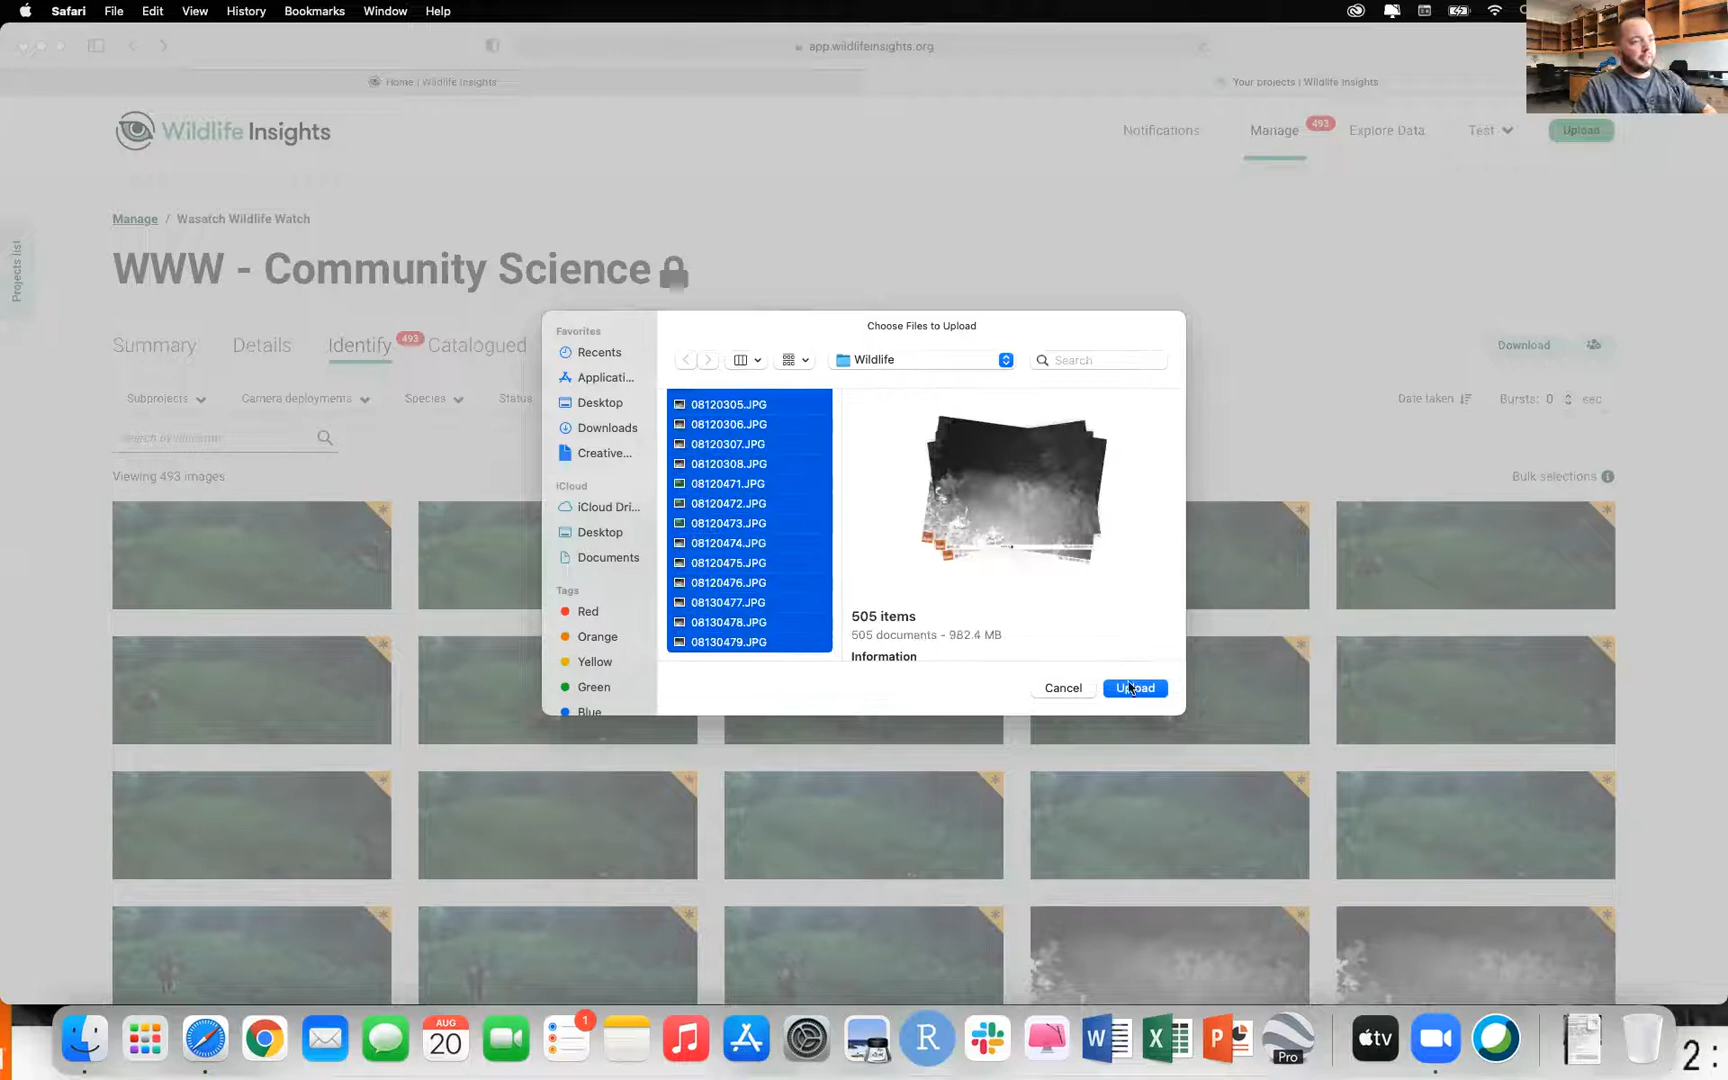 Safari File Edit View History Bookmarks Window Help
app.wildlifeinsights.org
Home | Wildlife Insights
Your projects | Wildlife Insights
Wildlife Insights
Notifications Manage 493 Explore Data Test Upload
Projects list
Manage / Wasatch Wildlife Watch
WWW - Community Science
Summary Details Identify 493 Catalogued Download
Subprojects Camera deployments Species Status Date taken Bursts: 0 sec
Viewing 493 images Bulk selections
Choose Files to Upload
Wildlife
Search
Favorites
Recents
Applicati...
Desktop
Downloads
Creative...
iCloud
iCloud Dri...
Desktop
Documents
Tags
Red
Orange
Yellow
Green
Blue
08120305.JPG
08120306.JPG
08120307.JPG
08120308.JPG
08120471.JPG
08120472.JPG
08120473.JPG
08120474.JPG
08120475.JPG
08120476.JPG
08130477.JPG
08130478.JPG
08130479.JPG
505 items
505 documents - 982.4 MB
Information
Cancel Upload
AUG
20
1
Pro
tv
2: